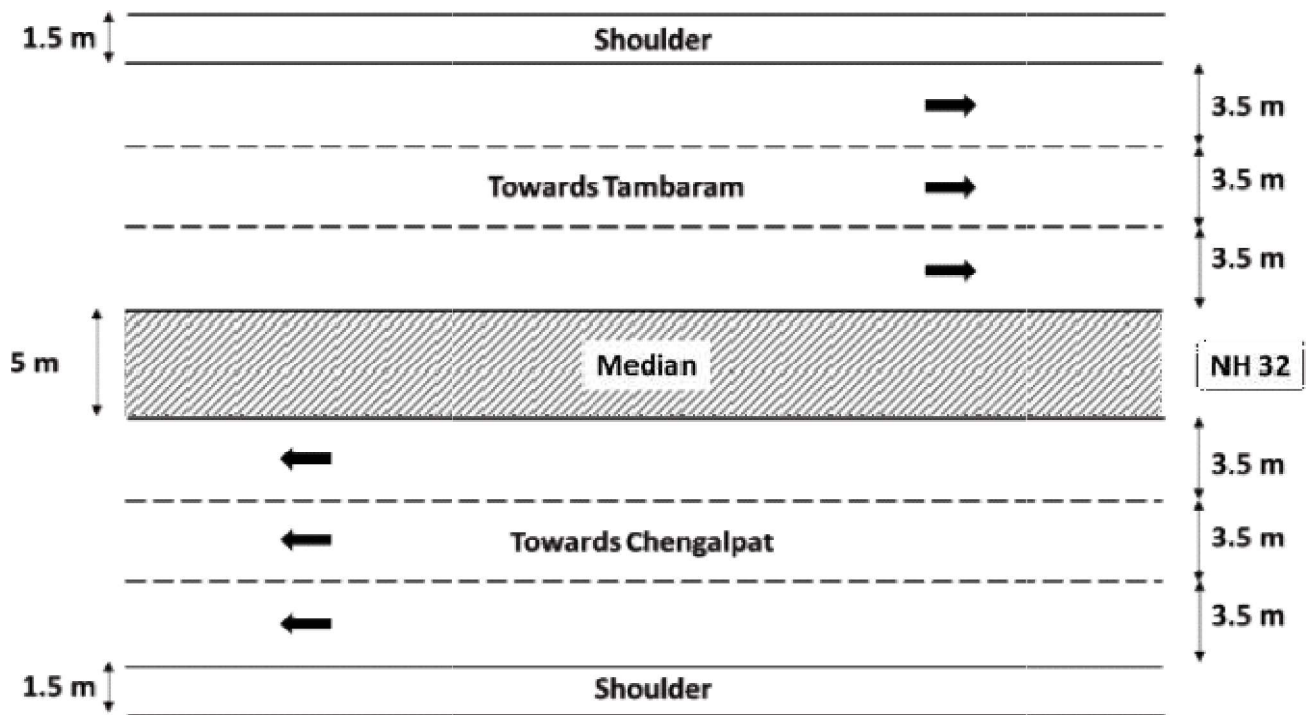 1.5 m
Shoulder
3.5 m
Towards Tambaram
3.5 m
3.5 m
5 m
Median
NH 32
3.5 m
Towards Chengalpat
3.5 m
3.5 m
1.5 m
Shoulder